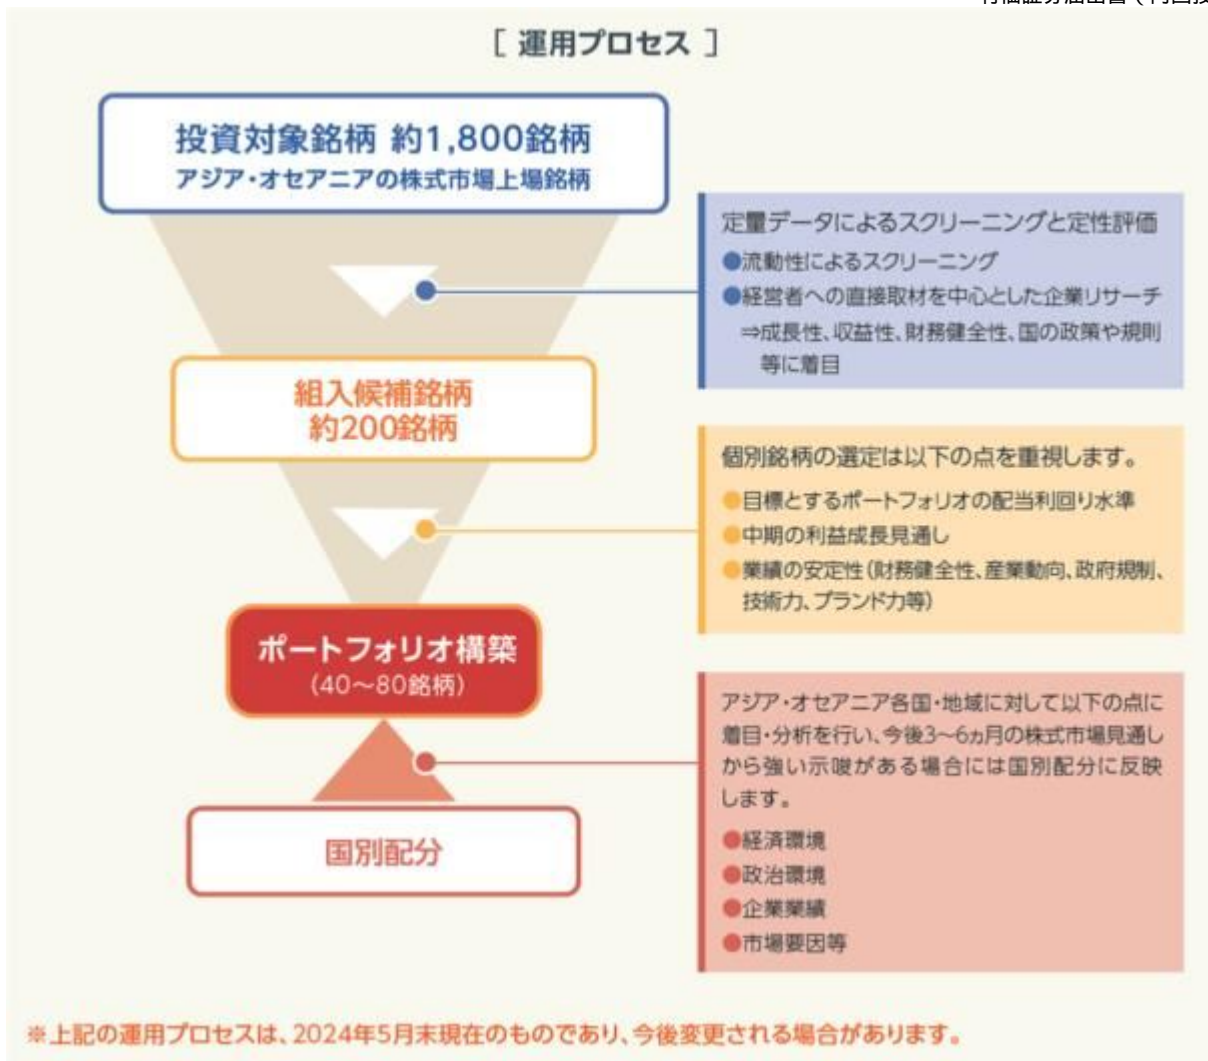 [ 運用プロセス ]
投資対象銘柄 約1,800銘柄
アジア・オセアニアの株式市場上場銘柄
定量データによるスクリーニングと定性評価
●流動性によるスクリーニング
●経営者への直接取材を中心とした企業リサーチ
⇒成長性、収益性、財務健全性、国の政策や規則
等に着目
組入候補銘柄
約200銘柄
個別銘柄の選定は以下の点を重視します。
●目標とするポートフォリオの配当利回り水準
●中期の利益成長見通し
●業績の安定性(財務健全性、産業動向、政府規制、
技術力、ブランド力等)
ポートフォリオ構築
(40〜80銘柄)
アジア・オセアニア各国・地域に対して以下の点に
着目・分析を行い、今後3〜6ヵ月の株式市場見通し
から強い示唆がある場合には国別配分に反映
します。
●経済環境
●政治環境
●企業業績
●市場要因等
国別配分
※上記の運用プロセスは、2024年5月末現在のものであり、今後変更される場合があります。